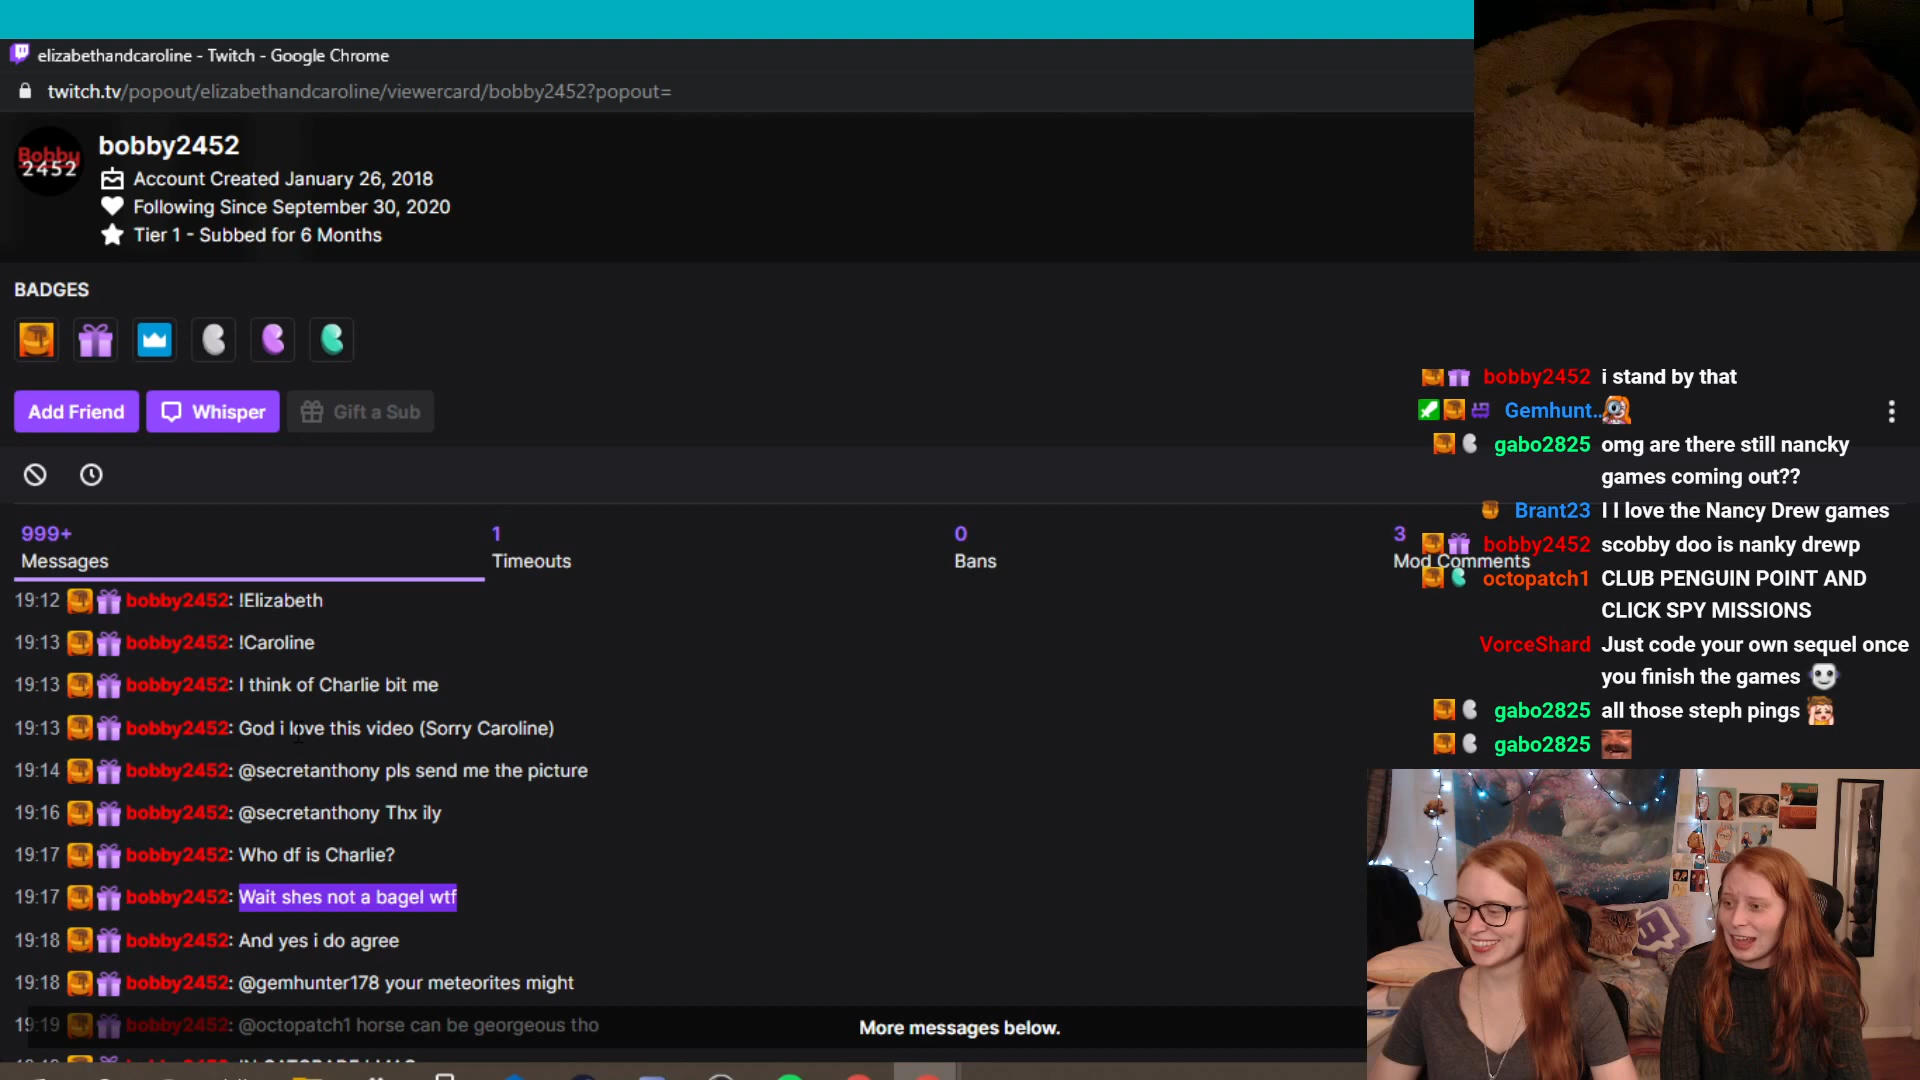 elizabethandcaroline - Twitch - Google Chrome
twitch.tv/popout/elizabethandcaroline/viewercard/bobby2452?popout=
Bobby
2452
bobby2452
Account Created January 26, 2018
Following Since September 30, 2020
Tier 1 - Subbed for 6 Months
BADGES
Add Friend
Whisper
Gift a Sub
999+
Messages
1
Timeouts
0
Bans
3
Mod Comments
19:12 bobby2452: !Elizabeth
19:13 bobby2452: !Caroline
19:13 bobby2452: I think of Charlie bit me
19:13 bobby2452: God i love this video (Sorry Caroline)
19:14 bobby2452: @secretanthony pls send me the picture
19:16 bobby2452: @secretanthony Thx ily
19:17 bobby2452: Who df is Charlie?
19:17 bobby2452: Wait shes not a bagel wtf
19:18 bobby2452: And yes i do agree
19:18 bobby2452: @gemhunter178 your meteorites might
19:19 bobby2452: @octopatch1 horse can be georgeous tho
More messages below.
bobby2452 i stand by that
Gemhunt...
gabo2825 omg are there still nancky
games coming out??
Brant23 I I love the Nancy Drew games
bobby2452 scobby doo is nanky drewp
octopatch1 CLUB PENGUIN POINT AND
CLICK SPY MISSIONS
VorceShard Just code your own sequel once
you finish the games
gabo2825 all those steph pings
gabo2825